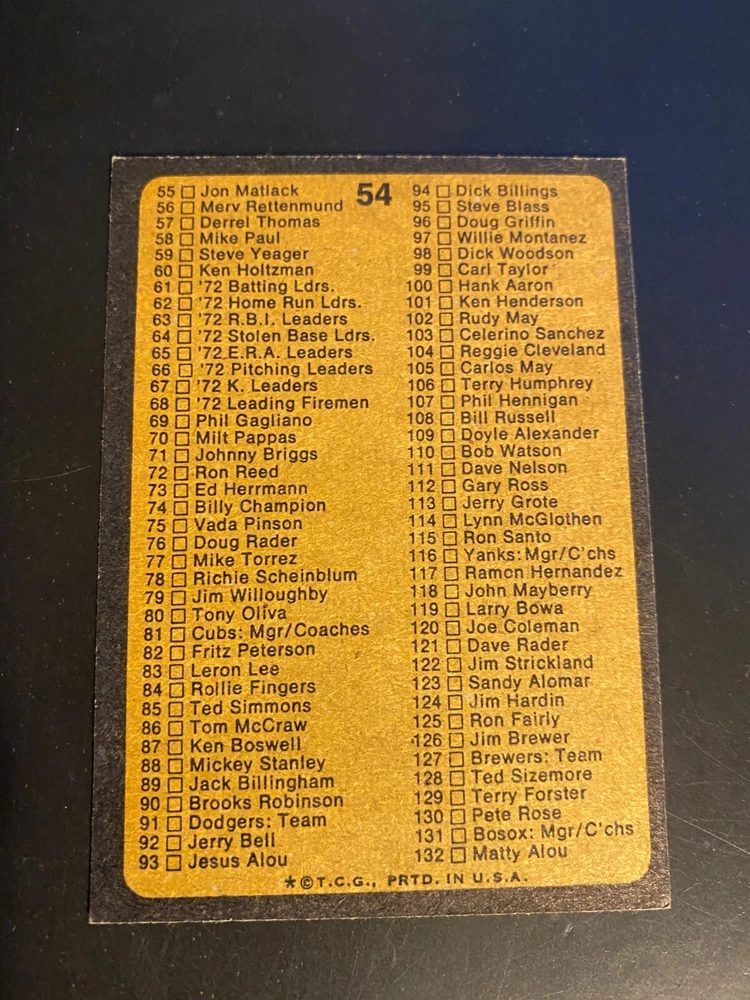 54
55 Jon Matlack
56 Merv Rettenmund
57 Derrel Thomas
58 Mike Paul
59 Steve Yeager
60 Ken Holtzman
61 '72 Batting Ldrs.
62 '72 Home Run Ldrs.
63 '72 R.B.I. Leaders
64 '72 Stolen Base Ldrs.
65 '72 E.R.A. Leaders
66 '72 Pitching Leaders
67 '72 K. Leaders
68 '72 Leading Firemen
69 Phil Gagliano
70 Milt Pappas
71 Johnny Briggs
72 Ron Reed
73 Ed Herrmann
74 Billy Champion
75 Vada Pinson
76 Doug Rader
77 Mike Torrez
78 Richie Scheinblum
79 Jim Willoughby
80 Tony Oliva
81 Cubs: Mgr/Coaches
82 Fritz Peterson
83 Leron Lee
84 Rollie Fingers
85 Ted Simmons
86 Tom McCraw
87 Ken Boswell
88 Mickey Stanley
89 Jack Billingham
90 Brooks Robinson
91 Dodgers: Team
92 Jerry Bell
93 Jesus Alou
94 Dick Billings
95 Steve Blass
96 Doug Griffin
97 Willie Montanez
98 Dick Woodson
99 Carl Taylor
100 Hank Aaron
101 Ken Henderson
102 Rudy May
103 Celerino Sanchez
104 Reggie Cleveland
105 Carlos May
106 Terry Humphrey
107 Phil Hennigan
108 Bill Russell
109 Doyle Alexander
110 Bob Watson
111 Dave Nelson
112 Gary Ross
113 Jerry Grote
114 Lynn McGlothen
115 Ron Santo
116 Yanks: Mgr/C'chs
117 Ramon Hernandez
118 John Mayberry
119 Larry Bowa
120 Joe Coleman
121 Dave Rader
122 Jim Strickland
123 Sandy Alomar
124 Jim Hardin
125 Ron Fairly
126 Jim Brewer
127 Brewers: Team
128 Ted Sizemore
129 Terry Forster
130 Pete Rose
131 Bosox: Mgr/C'chs
132 Matty Alou
*©T.C.G., PRTD. IN U.S.A.